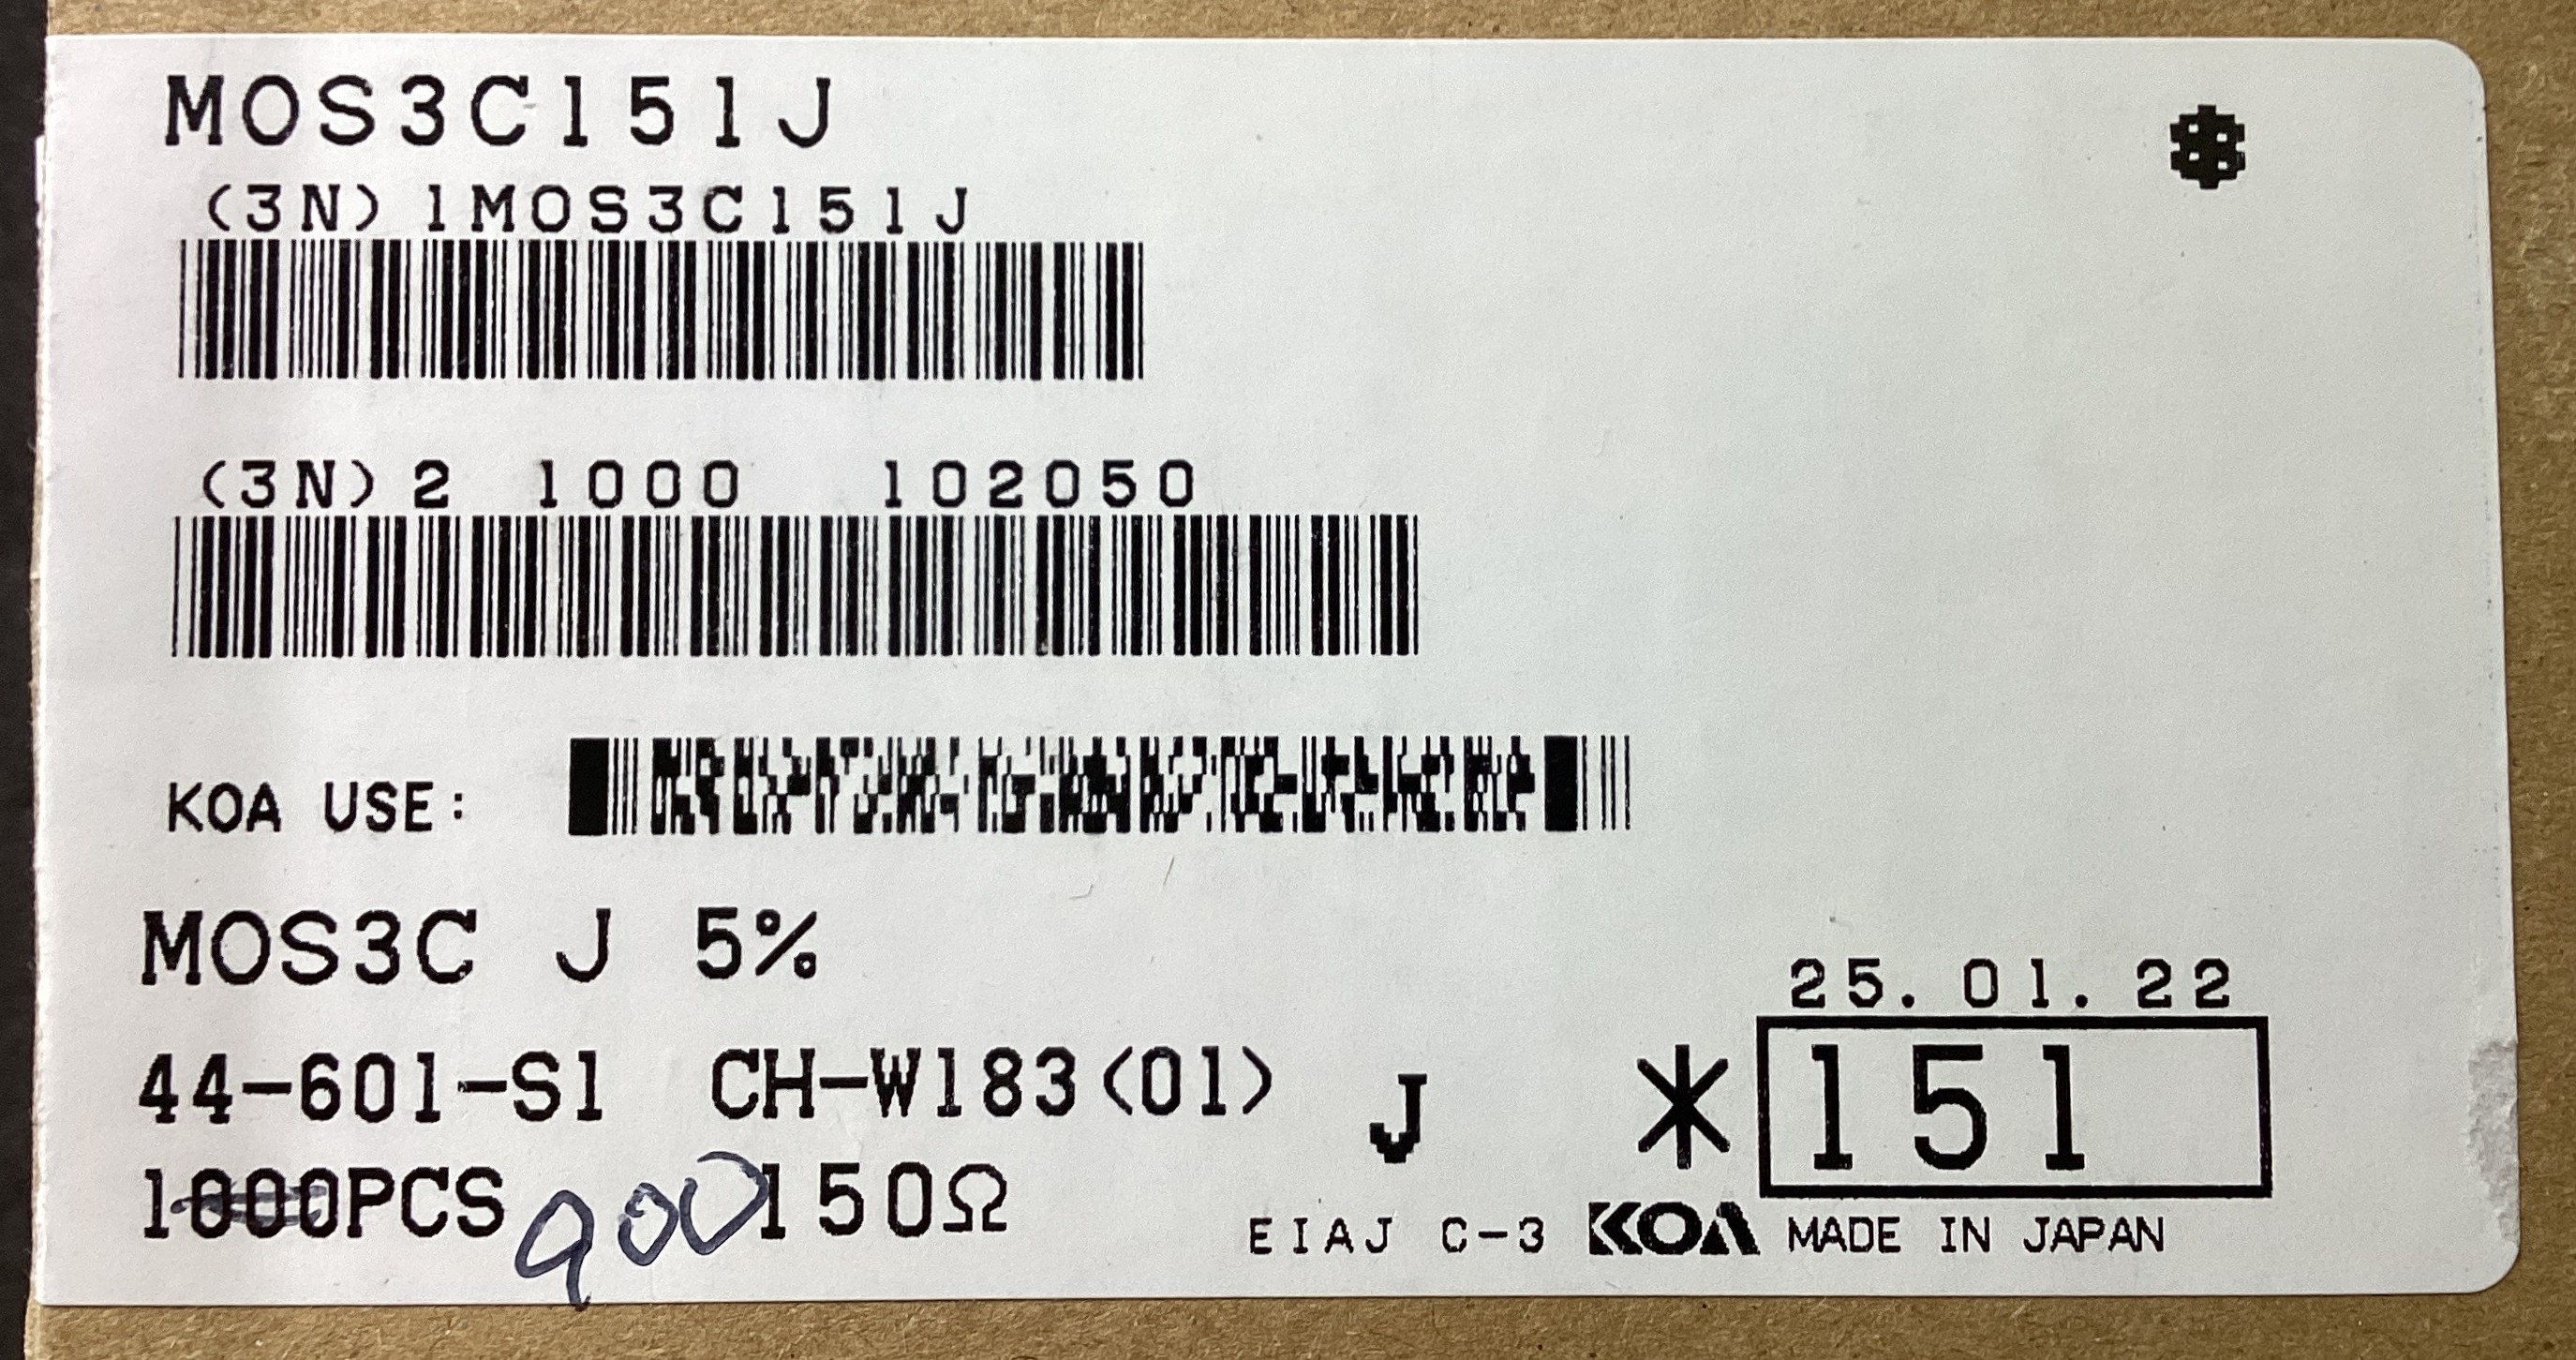 MOS3C151J
(3N)1MOS3C151J
(3N)2 1000 102050
KOA USE:
MOS3C J 5%
25.01.22
44-601-S1 CH-W183(01) J *151
1000PCS 900 150Ω
EIAJ C-3 KOA MADE IN JAPAN